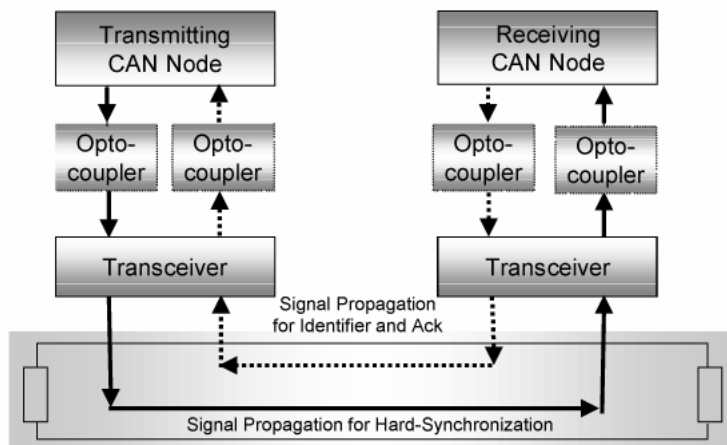 Transmitting
CAN Node
Receiving
CAN Node
Opto-
coupler
Opto-
coupler
Opto-
coupler
Opto-
coupler
Transceiver
Transceiver
Signal Propagation
for Identifier and Ack
Signal Propagation for Hard-Synchronization